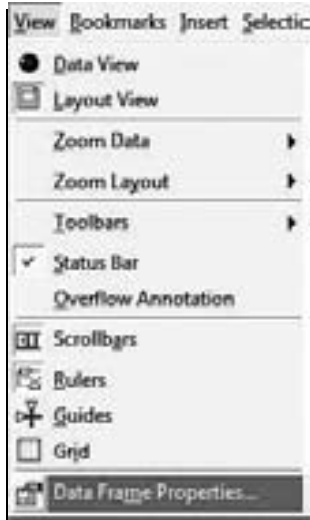 View Bookmarks Insert Selectio
Data View
Layout View
Zoom Data
Zoom Layout
Toolbars
Status Bar
Overflow Annotation
Scrollbars
Rulers
Guides
Grid
Data Frame Properties...